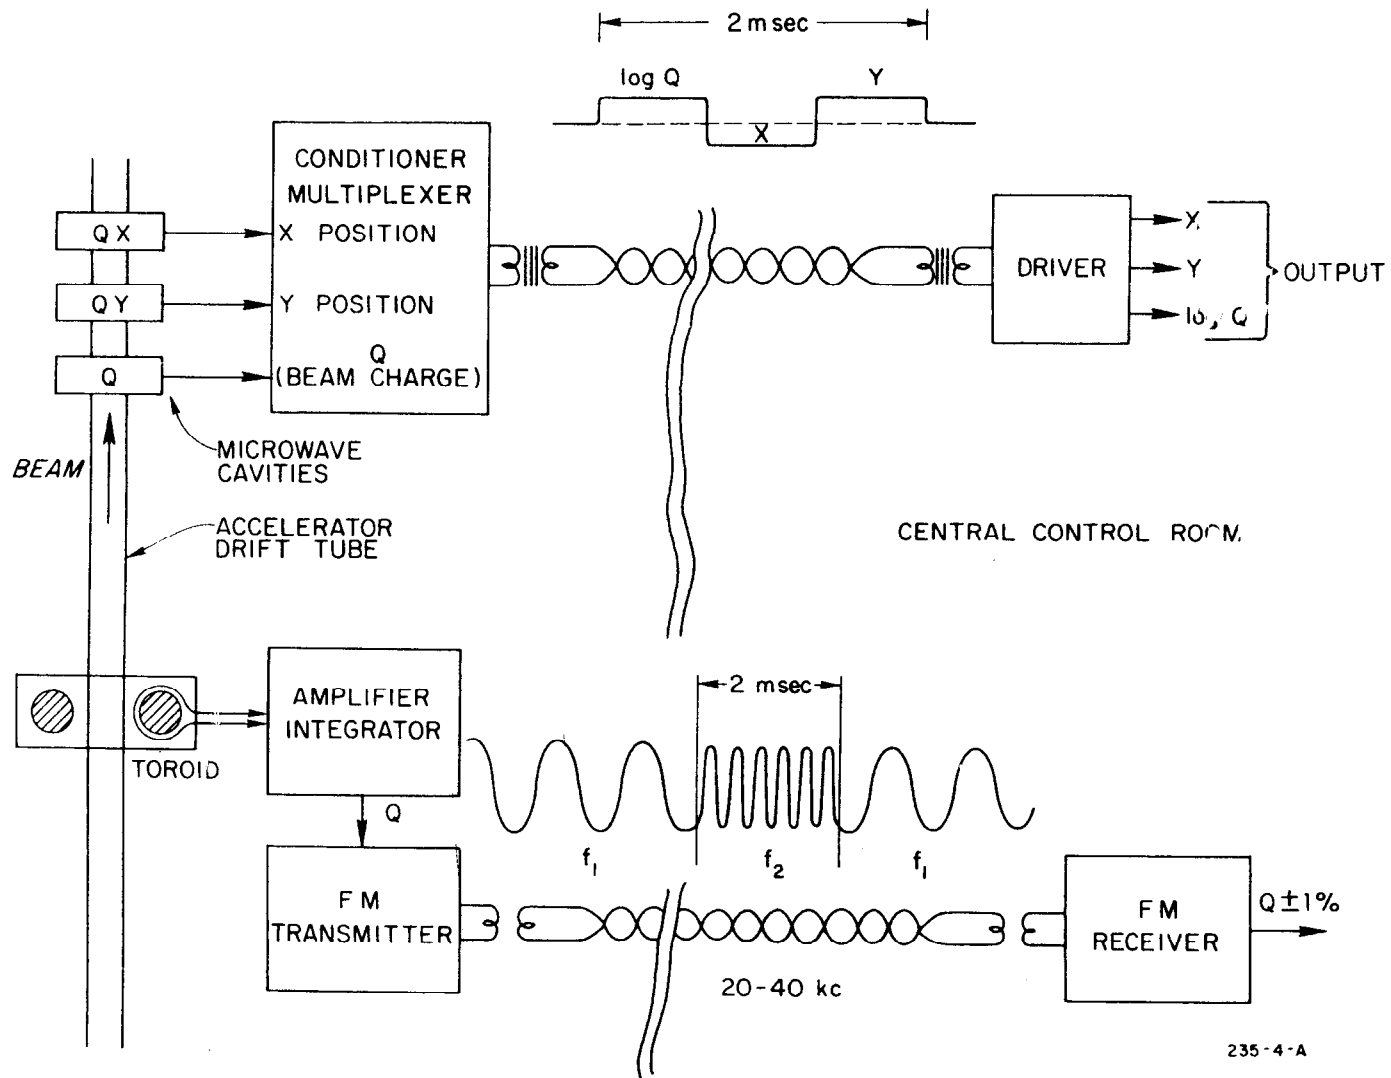 2 msec
log Q
Y
X
CONDITIONER
MULTIPLEXER
QX
X POSITION
QY
Y POSITION
Q
Q
(BEAM CHARGE)
DRIVER
X
Y
OUTPUT
MICROWAVE
CAVITIES
BEAM
ACCELERATOR
DRIFT TUBE
CENTRAL CONTROL ROOM
TOROID
AMPLIFIER
INTEGRATOR
2 msec
Q
f1
f2
f1
FM
TRANSMITTER
FM
RECEIVER
Q±1%
20-40 kc
235-4-A